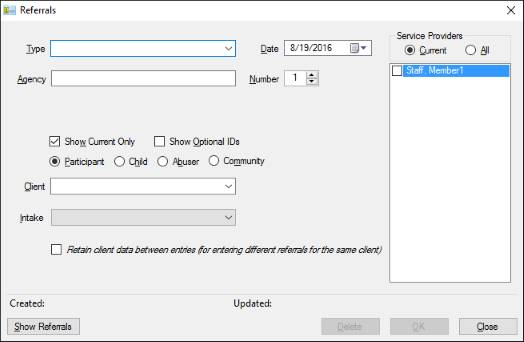 Referrals
Type
Date 8/19/2016
Service Providers
Current All
Agency
Number 1
Staff Member1
Show Current Only Show Optional IDs
Participant Child Abuser Community
Client
Intake
Retain client data between entries (for entering different referrals for the same client)
Created: Updated:
Show Referrals Delete OK Close